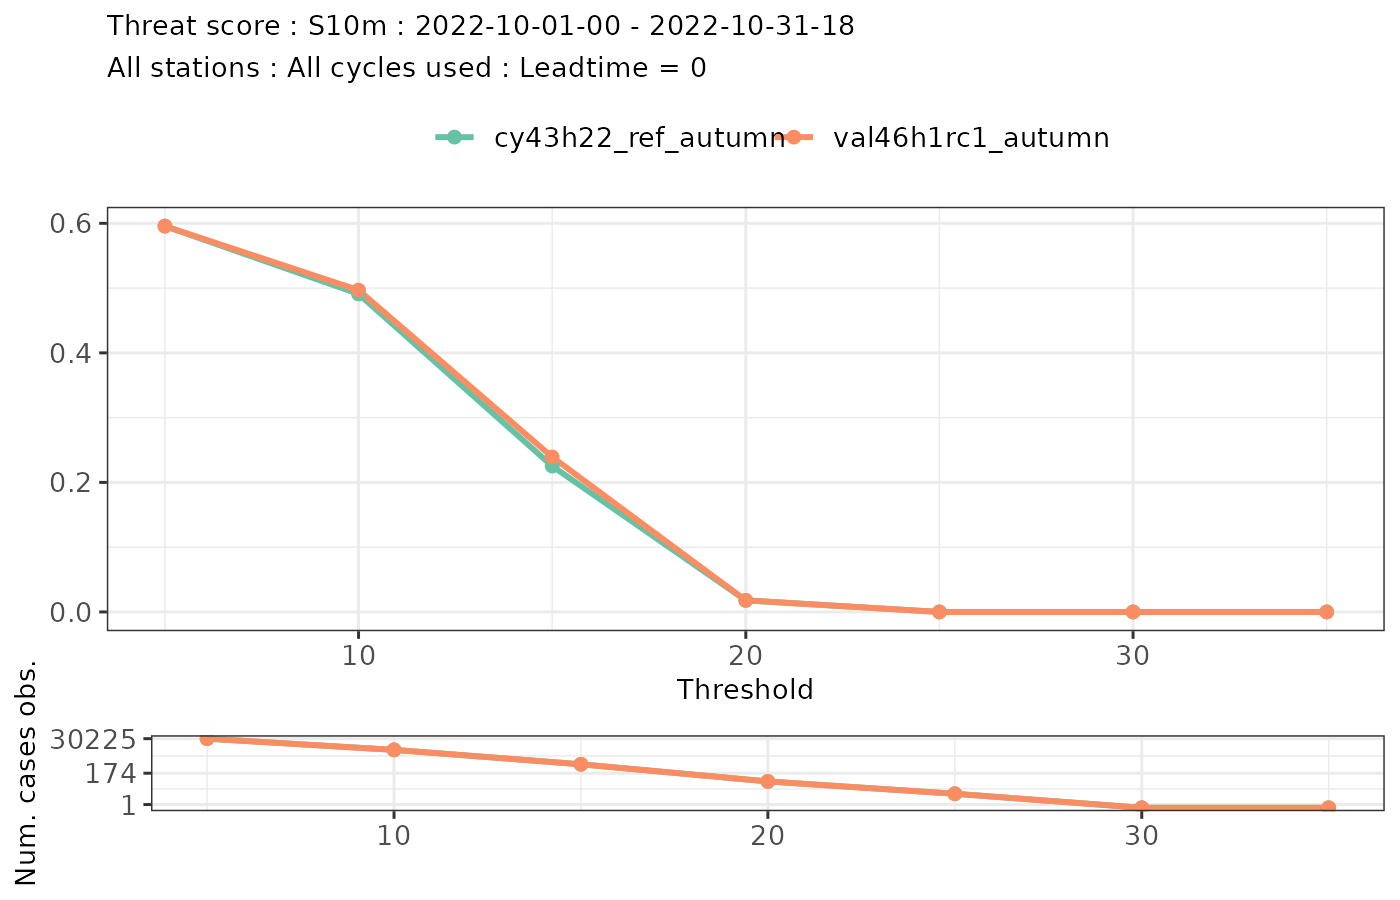 Threat score : S10m : 2022-10-01-00 - 2022-10-31-18
All stations : All cycles used : Leadtime = 0
cy43h22_ref_autumn val46h1rc1_autumn
0.6
0.4
0.2
0.0
10 20 30
Threshold
Num. cases obs.
30225
174
1
10 20 30